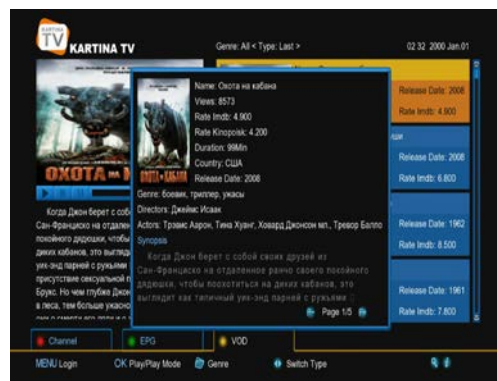 KARTINA
TV
KARTINA TV
Genre: All < Type: Last >
02 32 2000 Jan.01
Name: Охота на кабана
Views: 8573
Rate Imdb: 4.900
Rate Kinopoisk: 4.200
Duration: 99Min
Country: США
Release Date: 2008
Genre: боевик, триллер, ужасы
Directors: Джеймс Исаак
Actors: Трэвис Аарон, Тина Хуанг, Ховард Джонсон мл., Тревор Балло
Synopsis
Когда Джон берет с собой своих друзей из
Сан-Франциско на отдаленное ранчо своего покойного
дядюшки, чтобы поохотиться на диких кабанов, это
выглядит как типичный уик-энд парней с ружьями
Page 1/5
ОХОТА НА КАБАНА
Release Date: 2008
Rate Imdb: 4.900
Release Date: 2008
Rate Imdb: 6.800
Release Date: 1962
Rate Imdb: 8.500
Release Date: 1961
Rate Imdb: 7.800
ОХОТА НА
Когда Джон берет с соб
Сан-Франциско на отдален
покойного дядюшки, чтобы
диких кабанов, это выгляд
уик-энд парней с ружьями
присутствие сексуальной п
Брукс. Но чем глубже Джон
в леса, тем больше ужасно
Channel
EPG
VOD
MENU Login
OK Play/Play Mode
Genre
Switch Type